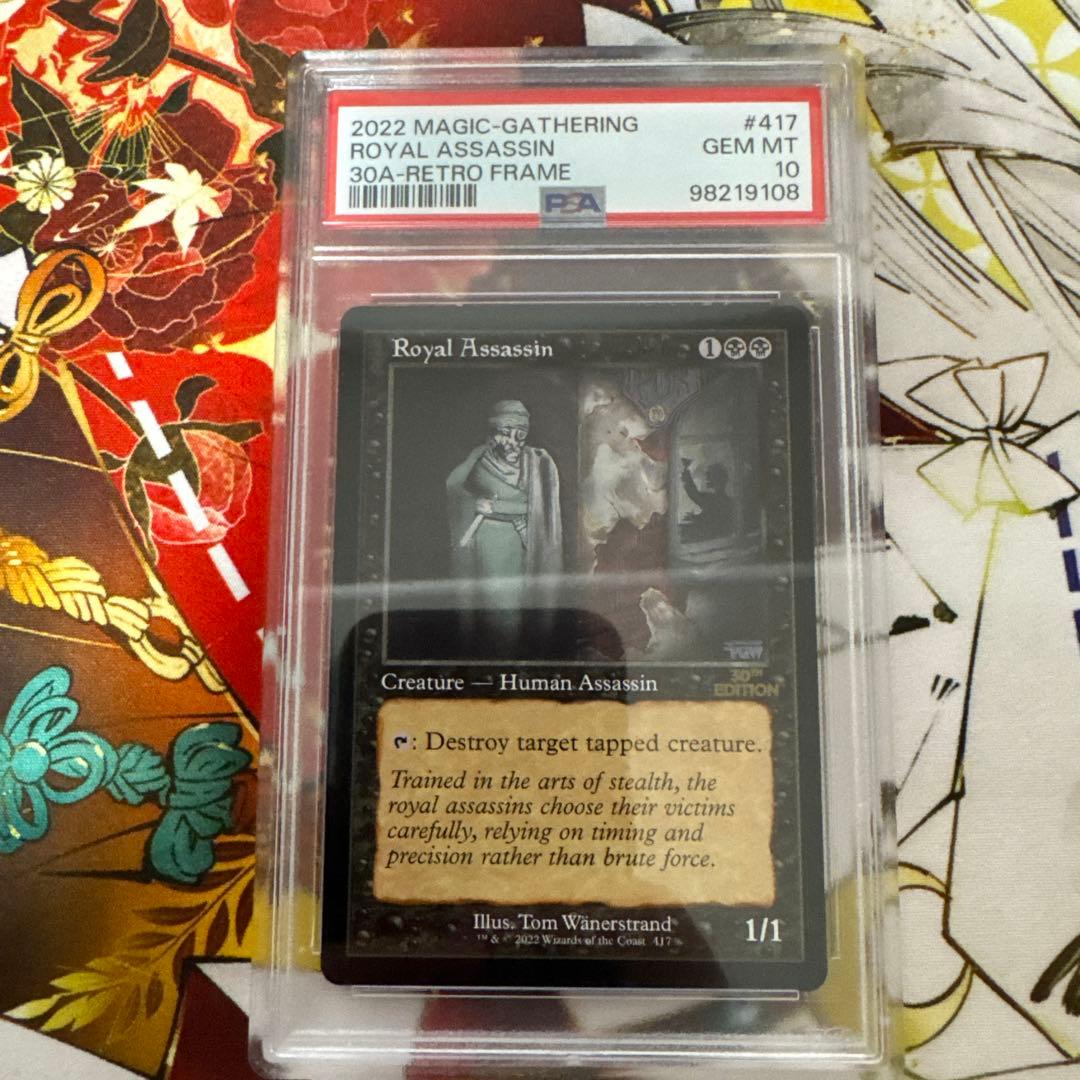 2022 MAGIC-GATHERING #417
ROYAL ASSASSIN GEM MT
30A-RETRO FRAME 10
98219108
PSA
Royal Assassin 1
30TH
EDITION
Creature — Human Assassin
: Destroy target tapped creature.
Trained in the arts of stealth, the
royal assassins choose their victims
carefully, relying on timing and
precision rather than brute force.
Illus. Tom Wänerstrand
1/1
™ & © 2022 Wizards of the Coast 417